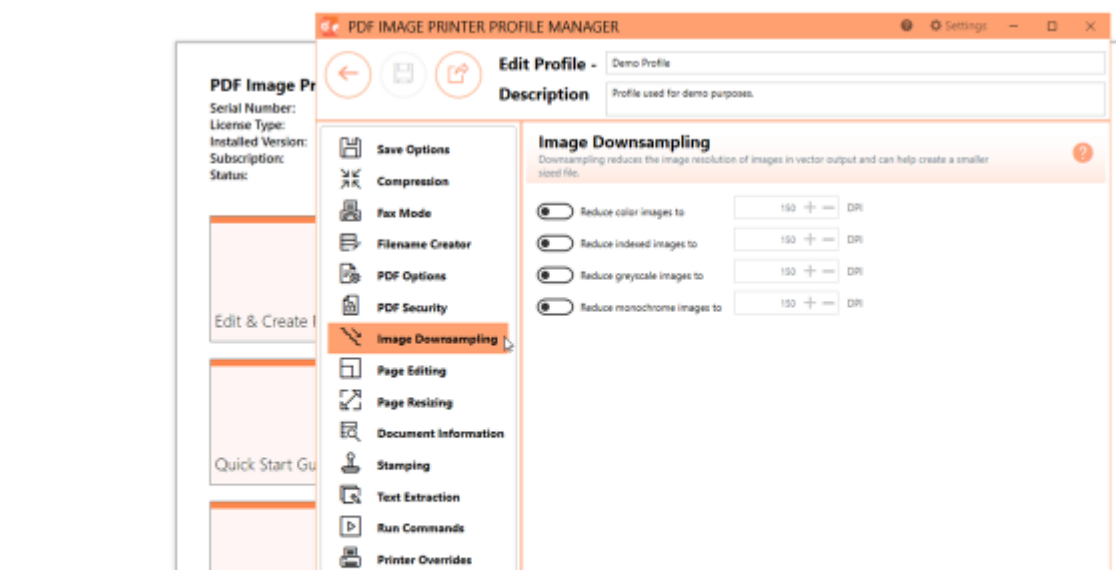 PDF IMAGE PRINTER PROFILE MANAGER
Settings
Edit Profile - Demo Profile
Description Profile used for demo purposes.
PDF Image Pr
Serial Number:
License Type:
Installed Version:
Subscription:
Status:
Edit & Create
Quick Start Gu
Save Options
Compression
Fax Mode
Filename Creator
PDF Options
PDF Security
Image Downsampling
Page Editing
Page Resizing
Document Information
Stamping
Text Extraction
Run Commands
Printer Overrides
Image Downsampling
Downsampling reduces the image resolution of images in vector output and can help create a smaller
sized file.
?
Reduce color images to 150 + − DPI
Reduce indexed images to 150 + − DPI
Reduce greyscale images to 150 + − DPI
Reduce monochrome images to 150 + − DPI